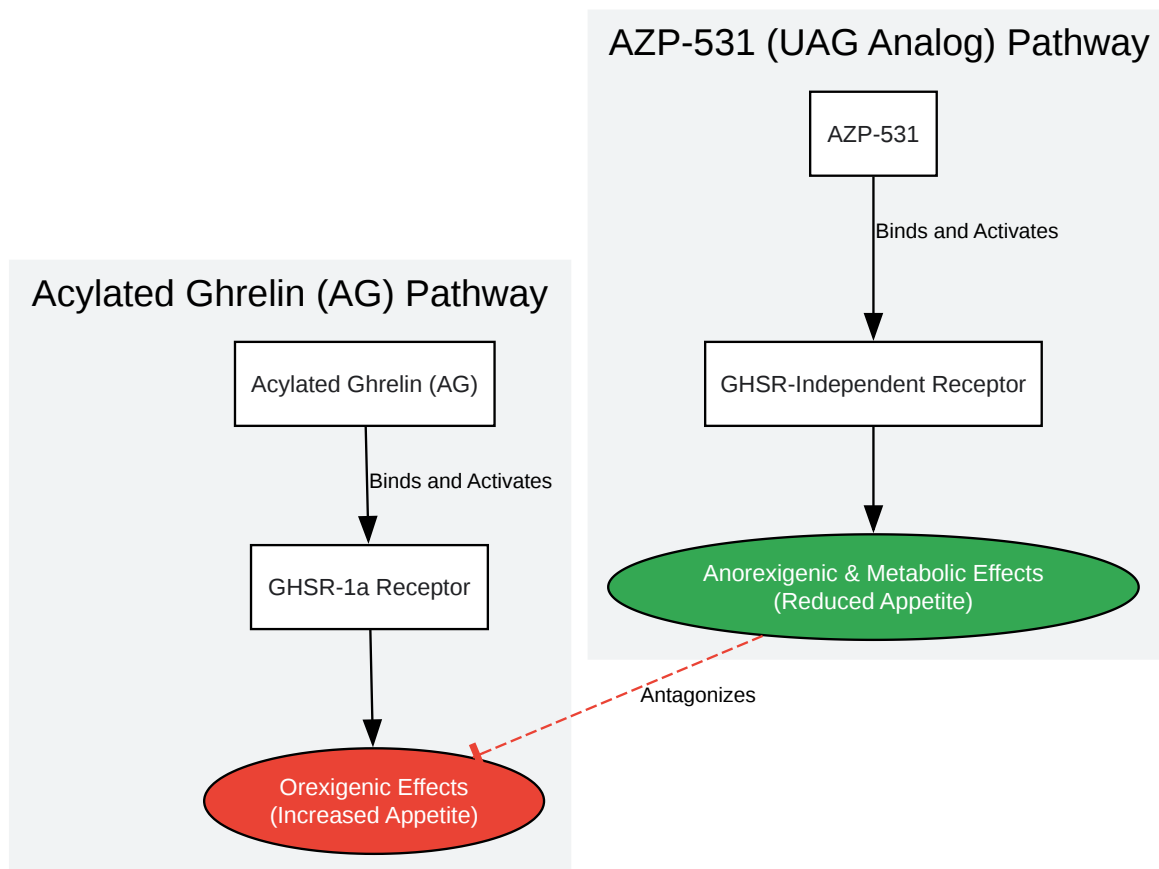 AZP-531 (UAG Analog) Pathway
AZP-531
Binds and Activates
GHSR-Independent Receptor
Anorexigenic & Metabolic Effects
(Reduced Appetite)
Antagonizes
Acylated Ghrelin (AG) Pathway
Acylated Ghrelin (AG)
Binds and Activates
GHSR-1a Receptor
Orexigenic Effects
(Increased Appetite)